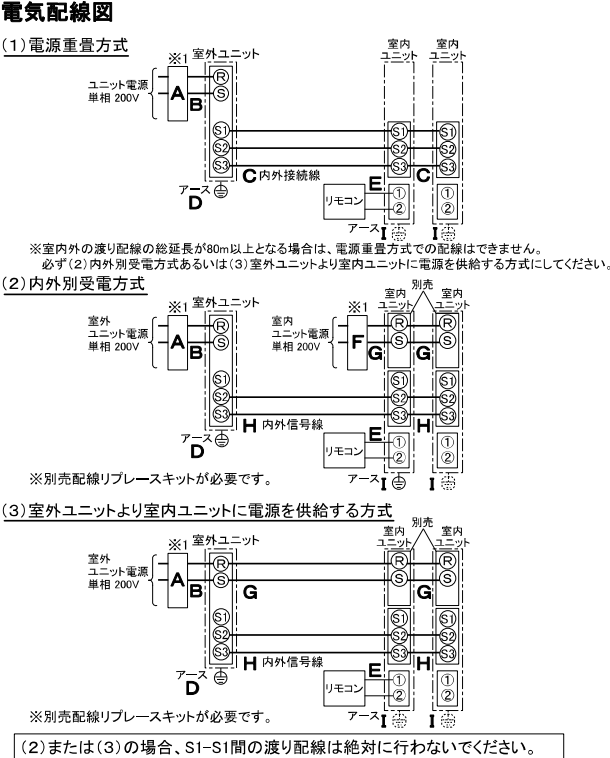 電気配線図
(1)電源重畳方式
※1 室外ユニット
室内ユニット 室内ユニット
ユニット電源
単相 200V
A B R S
S1 S1 S1
S2 S2 S2
S3 S3 S3
C 内外接続線 C
アース
D
E
リモコン ① ② ① ②
アース I I
※室内外の渡り配線の総延長が80m以上となる場合は、電源重畳方式での配線はできません。
必ず(2)内外別受電方式あるいは(3)室外ユニットより室内ユニットに電源を供給する方式にしてください。
(2)内外別受電方式
別売
※1 室外ユニット ※1 室内ユニット 室内ユニット
室外
ユニット電源
単相 200V
A B R S
室内
ユニット電源
単相 200V
F G R S G R S
S1 S1 S1
S2 S2 S2
S3 S3 S3
H 内外信号線 H
アース
D
E
リモコン ① ② ① ②
アース I I
※別売配線リプレースキットが必要です。
(3)室外ユニットより室内ユニットに電源を供給する方式
別売
※1 室外ユニット 室内ユニット 室内ユニット
室外
ユニット電源
単相 200V
A B R S G R S G R S
S1 S1 S1
S2 S2 S2
S3 S3 S3
H 内外信号線 H
アース
D
E
リモコン ① ② ① ②
アース I I
※別売配線リプレースキットが必要です。
(2)または(3)の場合、S1-S1間の渡り配線は絶対に行わないでください。